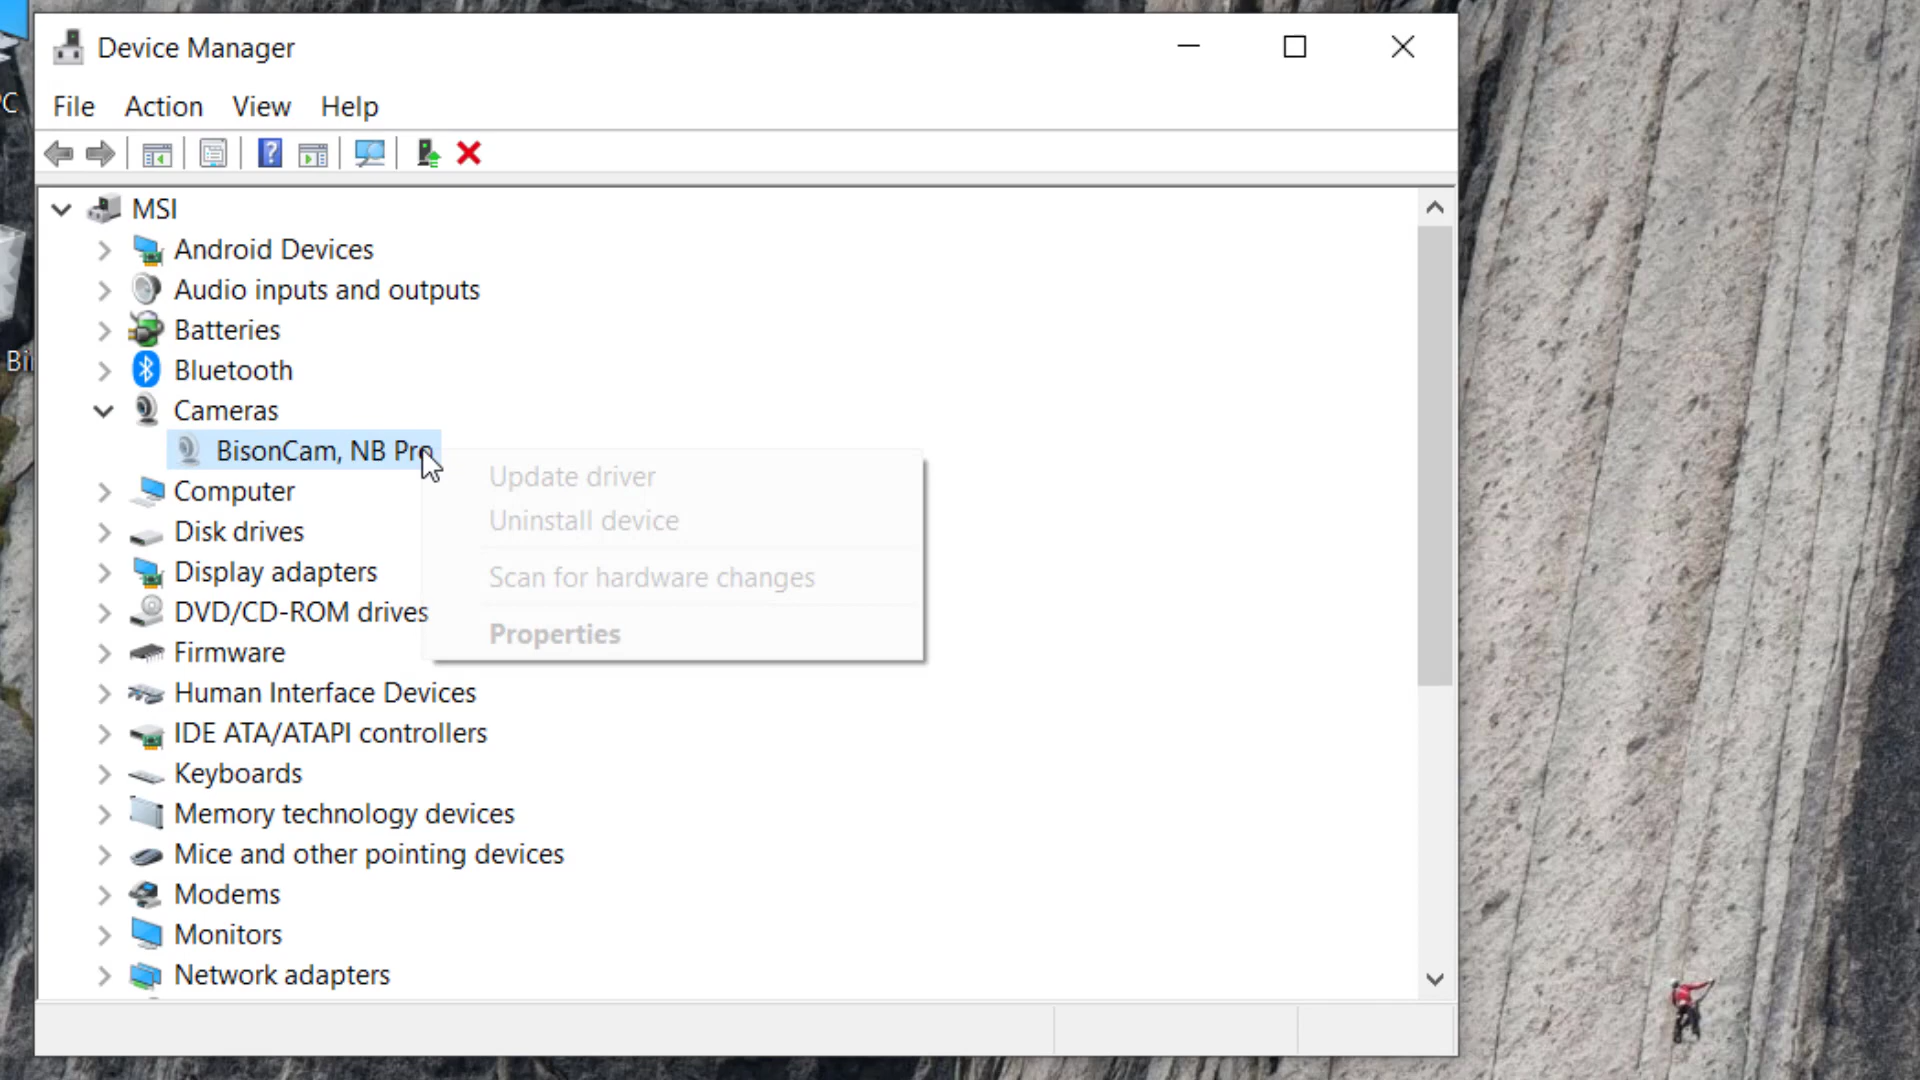 Device Manager
File Action View Help
MSI
Android Devices
Audio inputs and outputs
Batteries
Bluetooth
Cameras
BisonCam, NB Pro
Update driver
Uninstall device
Scan for hardware changes
Properties
Computer
Disk drives
Display adapters
DVD/CD-ROM drives
Firmware
Human Interface Devices
IDE ATA/ATAPI controllers
Keyboards
Memory technology devices
Mice and other pointing devices
Modems
Monitors
Network adapters